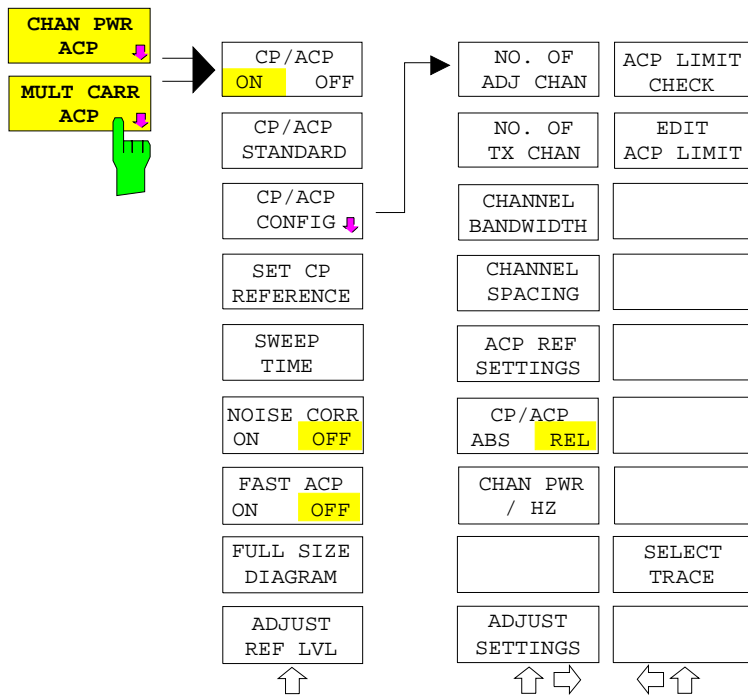 CHAN PWR
ACP
MULT CARR
ACP
CP/ACP
ON OFF
CP/ACP
STANDARD
CP/ACP
CONFIG
SET CP
REFERENCE
SWEEP
TIME
NOISE CORR
ON OFF
FAST ACP
ON OFF
FULL SIZE
DIAGRAM
ADJUST
REF LVL
NO. OF
ADJ CHAN
NO. OF
TX CHAN
CHANNEL
BANDWIDTH
CHANNEL
SPACING
ACP REF
SETTINGS
CP/ACP
ABS REL
CHAN PWR
/ HZ
ADJUST
SETTINGS
ACP LIMIT
CHECK
EDIT
ACP LIMIT
SELECT
TRACE